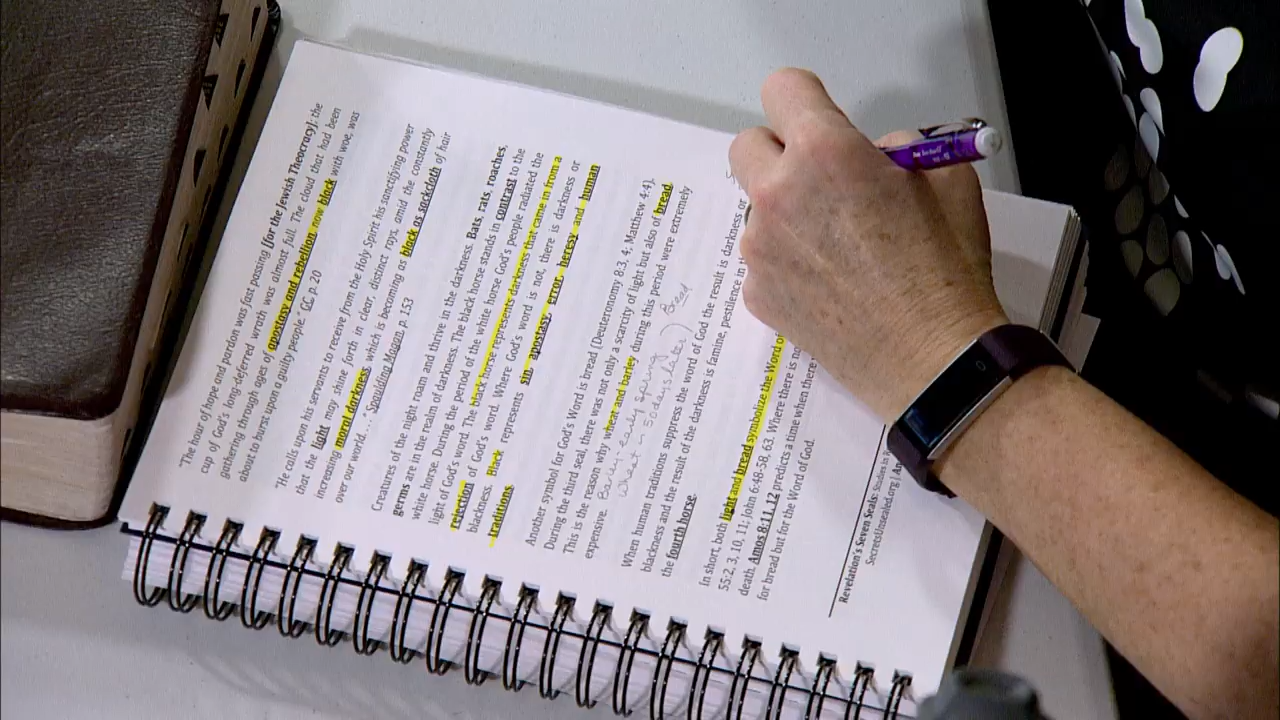 "The hour of hope and pardon was fast passing [for the Jewish Theocracy]; the
cup of God's long-deferred wrath was almost full. The cloud that had been
gathering through ages of apostasy and rebellion, now black with woe, was
about to burst upon a guilty people." GC, p. 20
"He calls upon his servants to receive from the Holy Spirit his sanctifying power
that the light may shine forth in clear, distinct rays, amid the constantly
increasing moral darkness, which is becoming as black as sackcloth of hair
over our world. . . . Spaulding Magan, p. 153
Creatures of the night roam and thrive in the darkness. Bats, rats, roaches,
germs are in the realm of darkness. The black horse stands in contrast to the
white horse. During the period of the white horse God's people radiated the
light of God's word. The black horse represents darkness that came in from a
rejection of God's word. Where God's word is not, there is darkness or
blackness. Black represents sin, apostasy, error, heresy and human
traditions.
Another symbol for God's Word is bread (Deuteronomy 8:3, 4; Matthew 4:4).
During the third seal, there was not only a scarcity of light but also of bread.
This is the reason why wheat and barley during this period were extremely
expensive. Barley early spring ) Bread
wheat in
When human traditions suppress the word of God the result is darkness or
blackness and the result of the darkness is famine, pestilence in
the fourth horse.
In short, both light and bread symbolize the Word o
55:2, 3, 10, 11; John 6:48-58, 63. Where there is no
death. Amos 8:11, 12 predicts a time when there
for bread but for the Word of God.
Revelation's Seven Seals: Studies in R
SecretsUnsealed.org | An